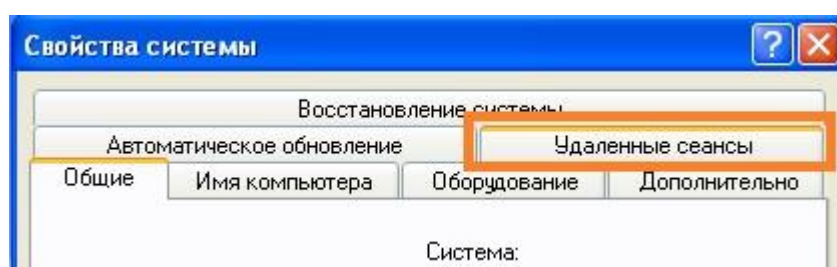 Свойства системы
Восстановление системы
Автоматическое обновление Удаленные сеансы
Общие Имя компьютера Оборудование Дополнительно
Система: